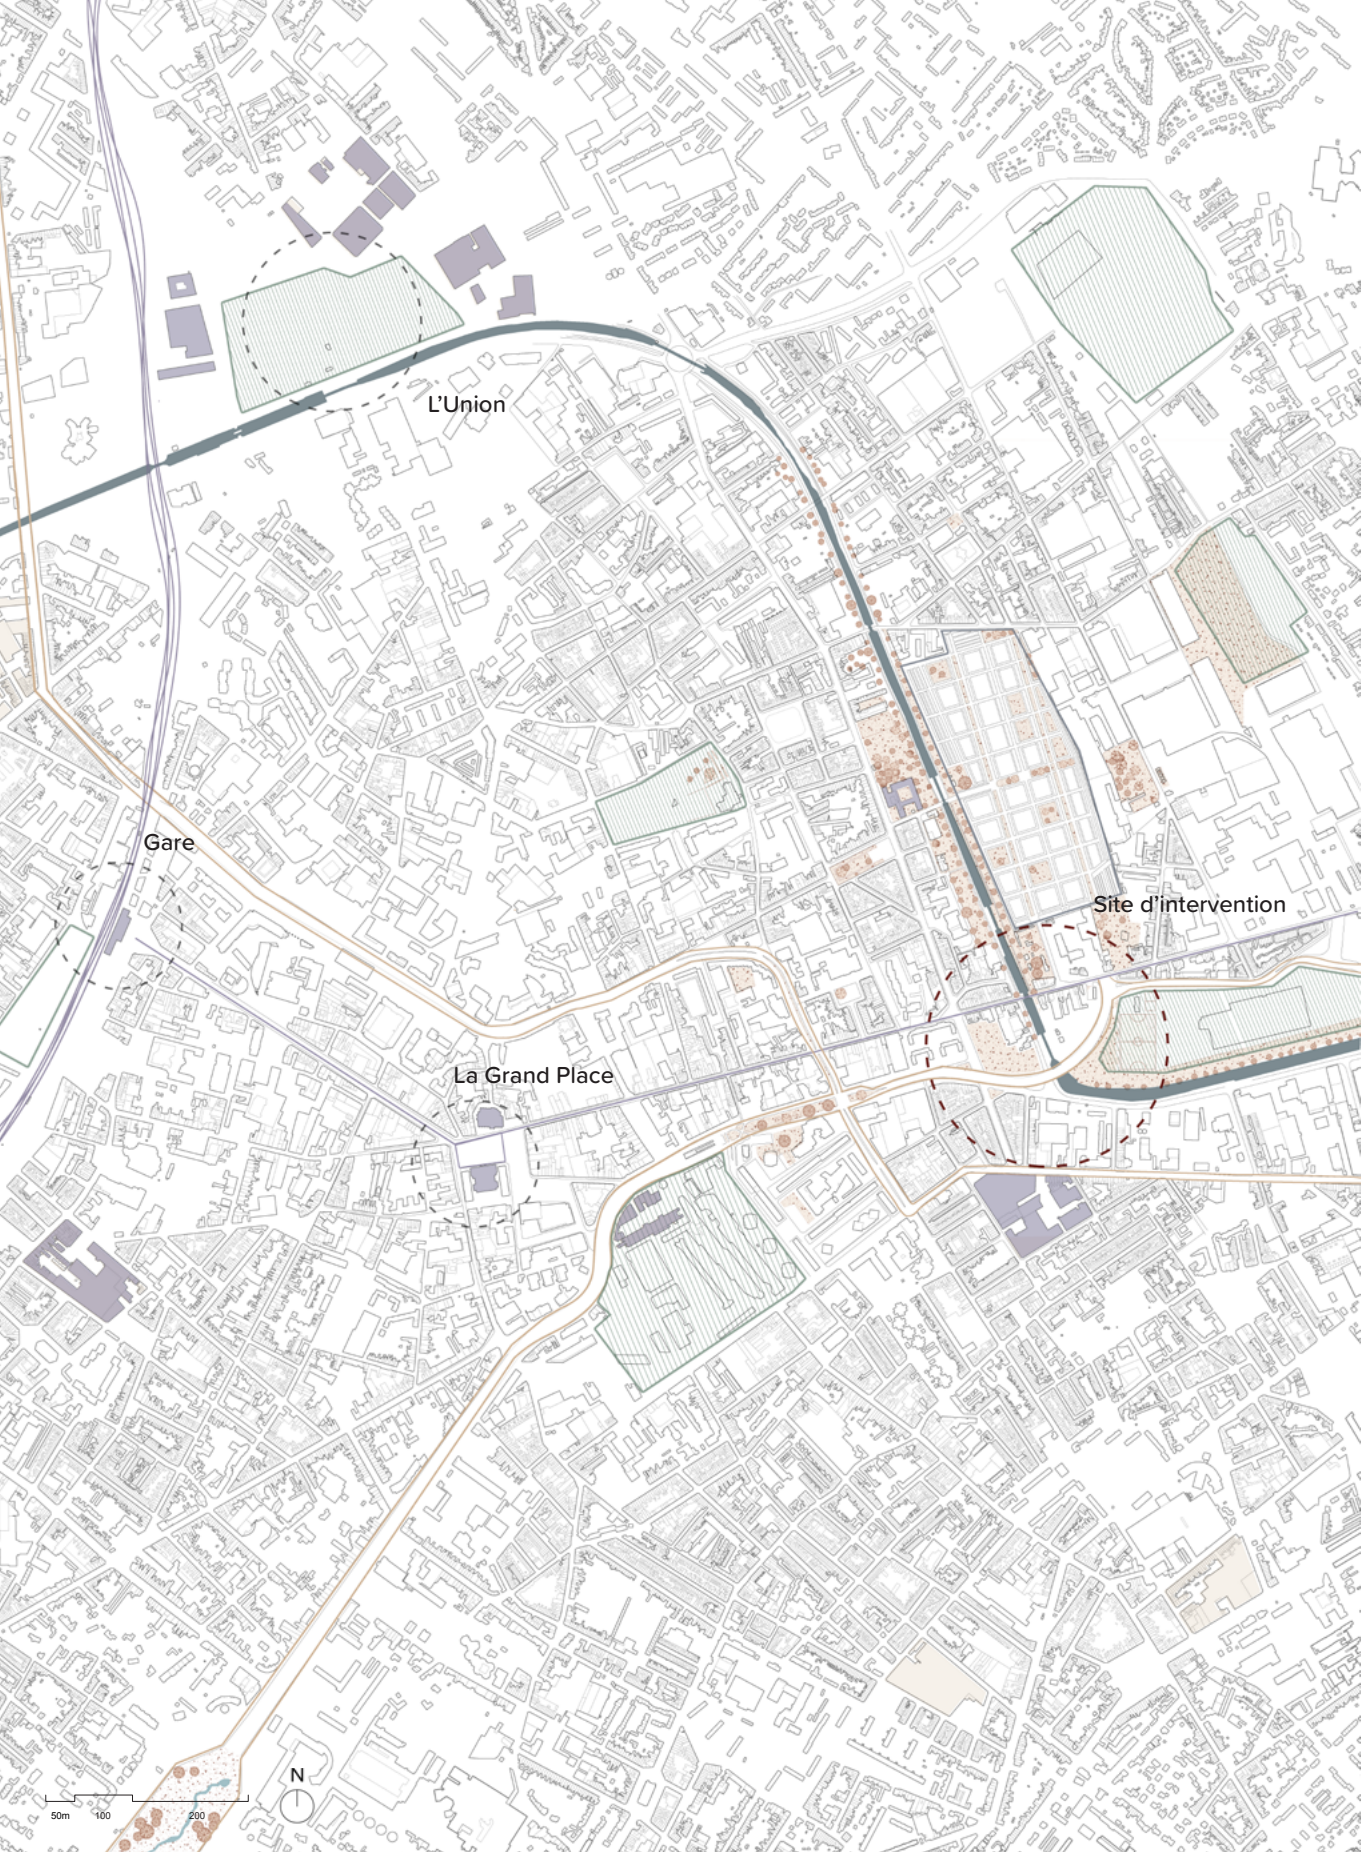 L'Union
Gare
Site d'intervention
La Grand Place
N
50m 100 200